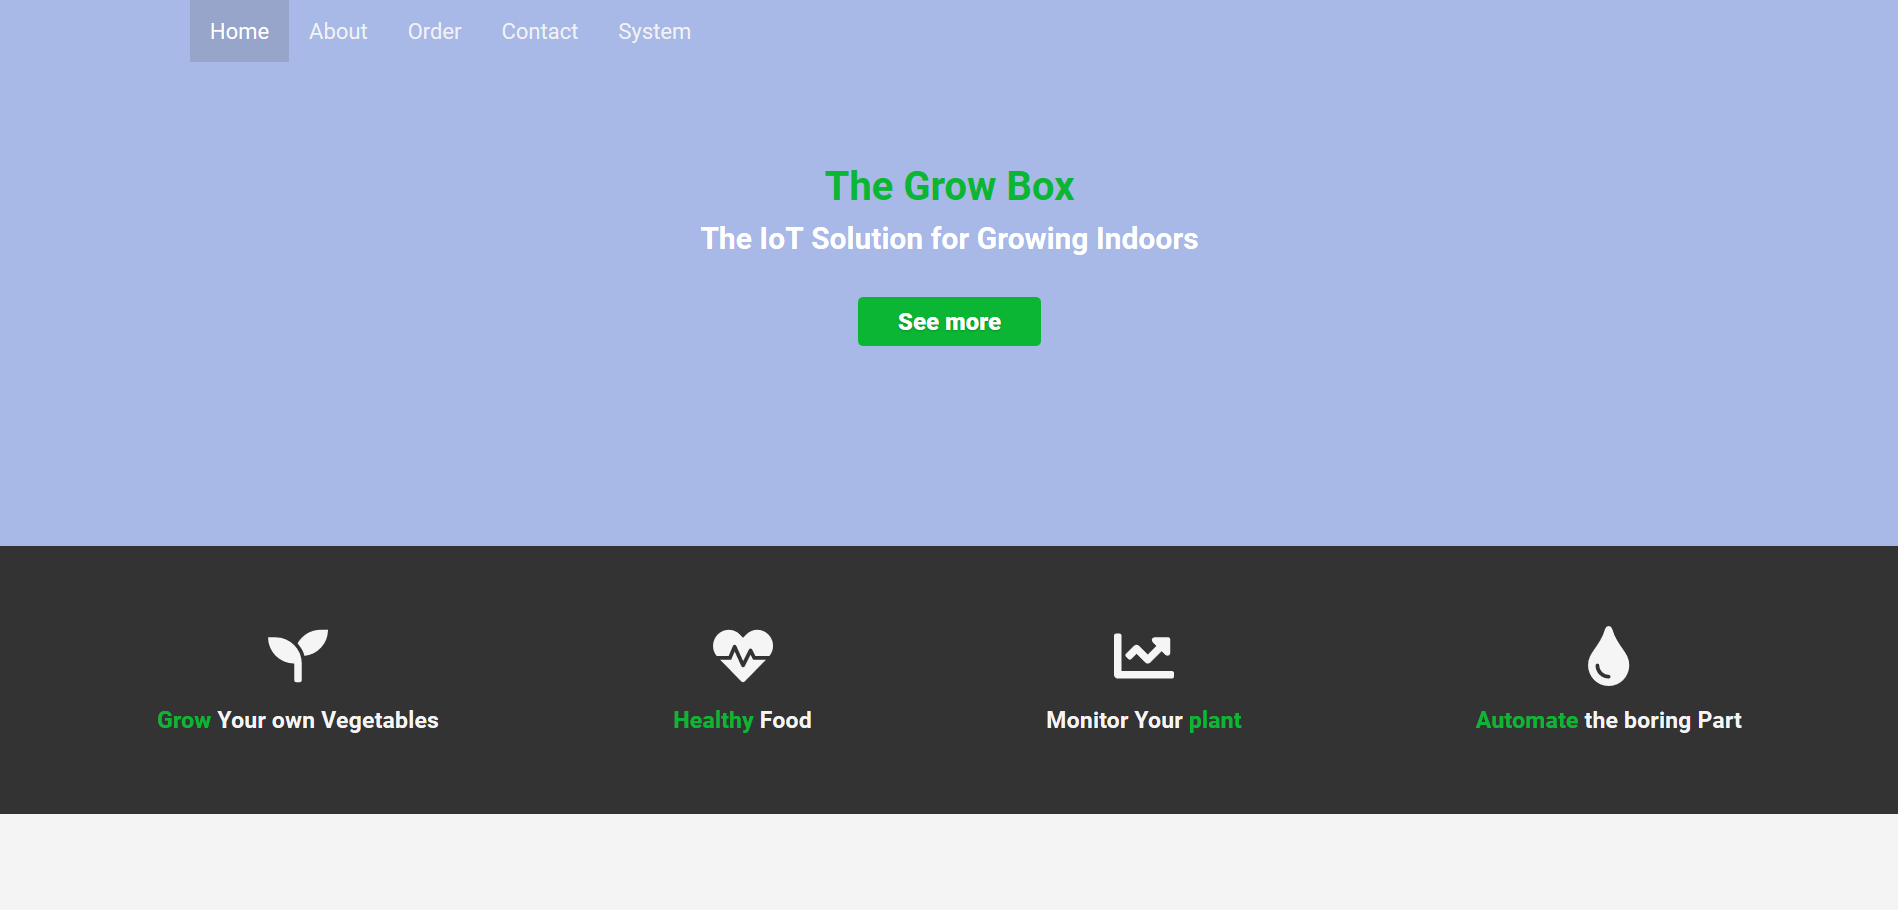 Home About Order Contact System
The Grow Box
The IoT Solution for Growing Indoors
See more
Grow Your own Vegetables
Healthy Food
Monitor Your plant
Automate the boring Part